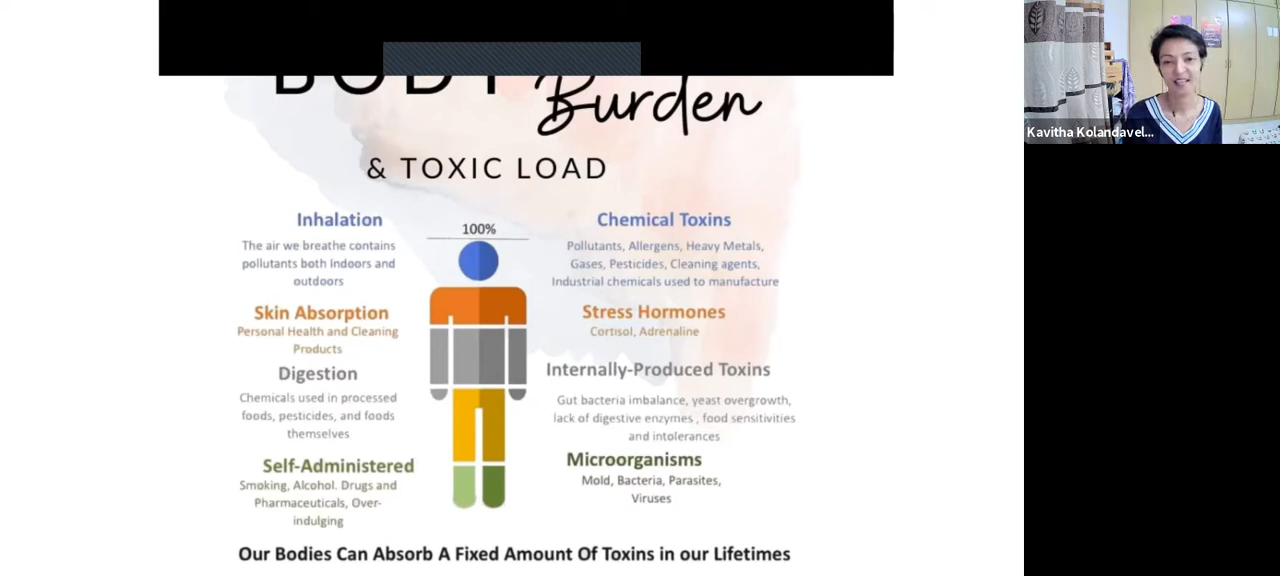 BODY Burden
& TOXIC LOAD
Inhalation
The air we breathe contains
pollutants both indoors and
outdoors
Skin Absorption
Personal Health and Cleaning
Products
Digestion
Chemicals used in processed
foods, pesticides, and foods
themselves
Self-Administered
Smoking, Alcohol. Drugs and
Pharmaceuticals, Over-
indulging
100%
Chemical Toxins
Pollutants, Allergens, Heavy Metals,
Gases, Pesticides, Cleaning agents,
Industrial chemicals used to manufacture
Stress Hormones
Cortisol, Adrenaline
Internally-Produced Toxins
Gut bacteria imbalance, yeast overgrowth,
lack of digestive enzymes , food sensitivities
and intolerances
Microorganisms
Mold, Bacteria, Parasites,
Viruses
Our Bodies Can Absorb A Fixed Amount Of Toxins in our Lifetimes
Kavitha Kolandavel...